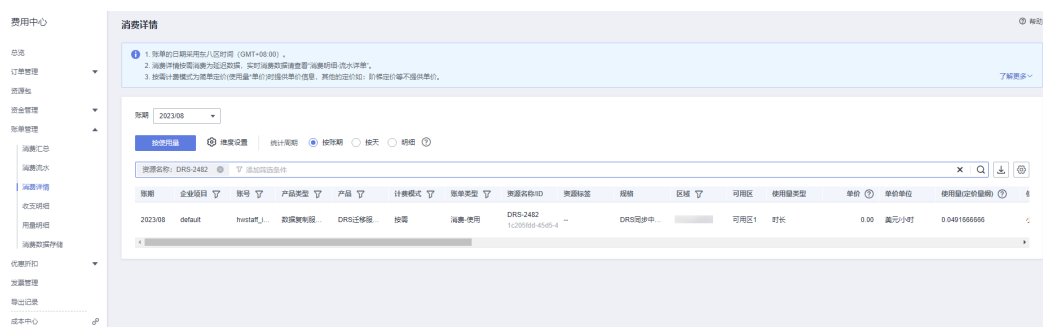 费用中心
总览
订单管理
资源包
资金管理
账单管理
消费汇总
消费流水
消费详情
收支明细
用量明细
消费数据存储
优惠折扣
发票管理
导出记录
成本中心
消费详情
帮助
1. 账单的日期采用东八区时间（GMT+08:00）。
2. 消费详情按需消费为延迟数据，实时消费数据请查看“消费明细-流水详单”。
3. 按需计费模式为简单定价(使用量*单价)时提供单价信息，其他的定价如：阶梯定价等不提供单价。
了解更多
账期 2023/08
按使用量 维度设置 统计周期 按账期 按天 明细
资源名称: DRS-2482 添加筛选条件
账期 企业项目 账号 产品类型 产品 计费模式 账单类型 资源名称/ID 资源标签 规格 区域 可用区 使用量类型 单价 单价单位 使用量(定价量纲)
2023/08 default hwstaff_i... 数据复制服... DRS迁移服... 按需 消费-使用 DRS-2482 -- DRS同步中... 可用区1 时长 0.00 美元/小时 0.0491666666
1c205fdd-45d5-4